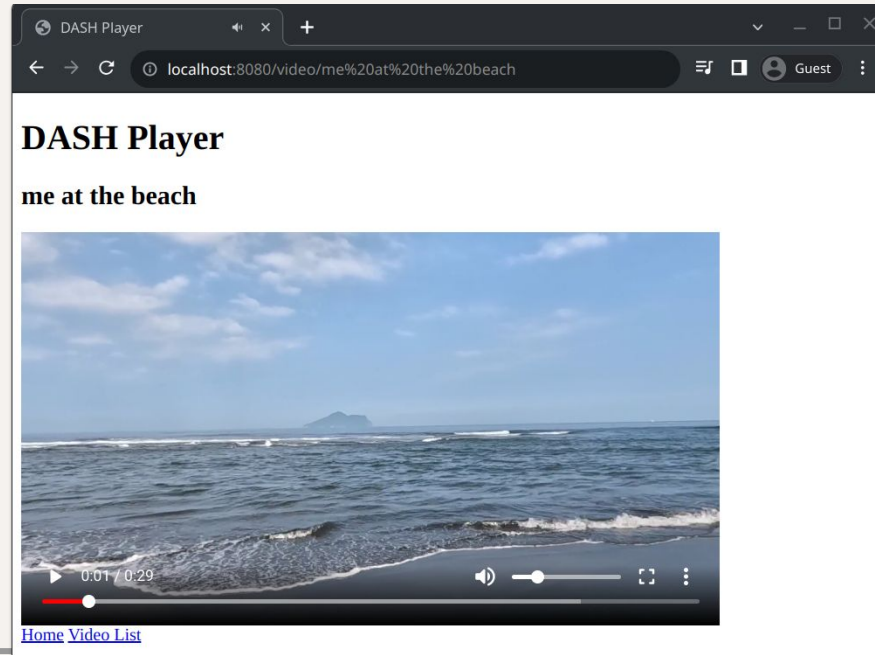 DASH Player
localhost:8080/video/me%20at%20the%20beach
Guest
DASH Player
me at the beach
0:01 / 0:29
Home Video List